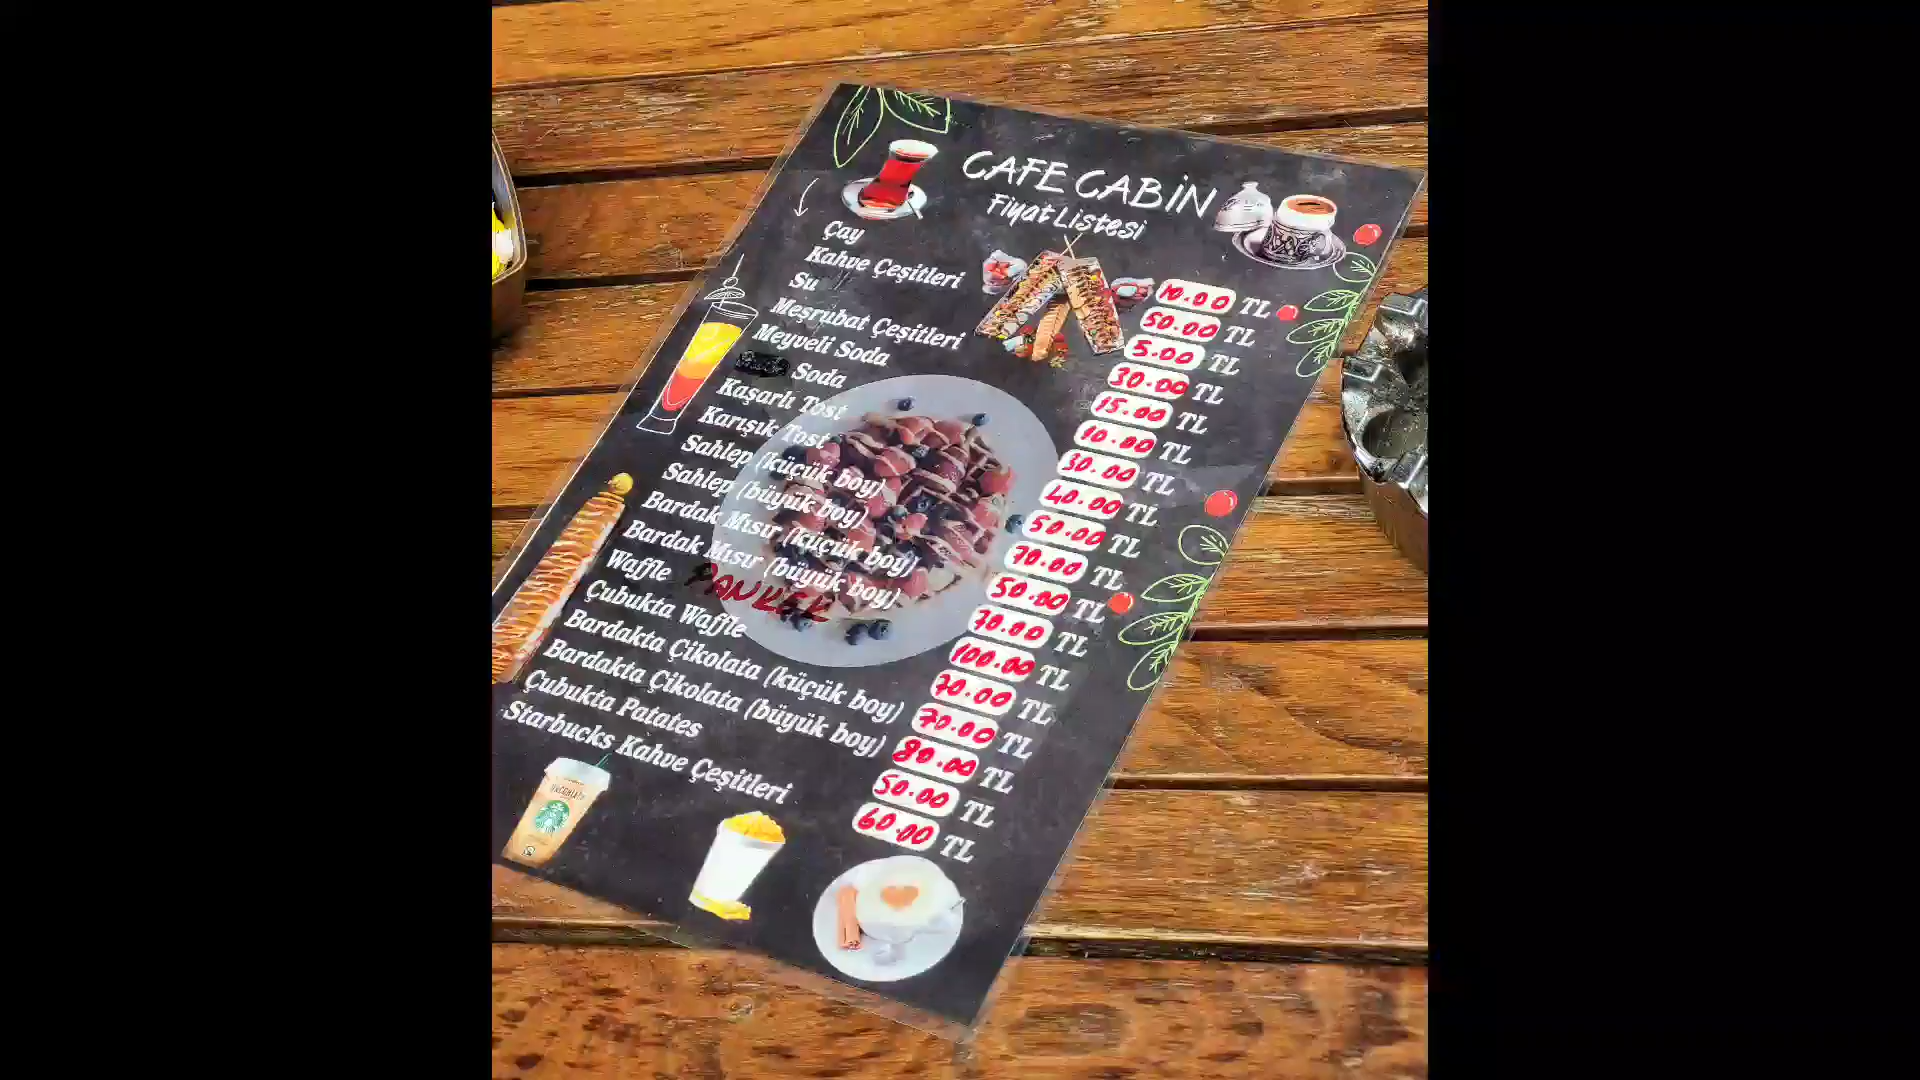 CAFE CABİN
Fiyat Listesi
Çay 10.00 TL
Kahve Çeşitleri 50.00 TL
Su 5.00 TL
Meşrubat Çeşitleri 30.00 TL
Meyveli Soda 15.00 TL
Soda 10.00 TL
Kaşarlı Tost 30.00 TL
Karışık Tost 40.00 TL
Sahlep (küçük boy) 50.00 TL
Sahlep (büyük boy) 70.00 TL
Bardak Mısır (küçük boy) 50.00 TL
Bardak Mısır (büyük boy) 70.00 TL
Waffle PANKEK 100.00 TL
Çubukta Waffle 70.00 TL
Bardakta Çikolata (küçük boy) 70.00 TL
Bardakta Çikolata (büyük boy) 80.00 TL
Çubukta Patates 50.00 TL
Starbucks Kahve Çeşitleri 60.00 TL